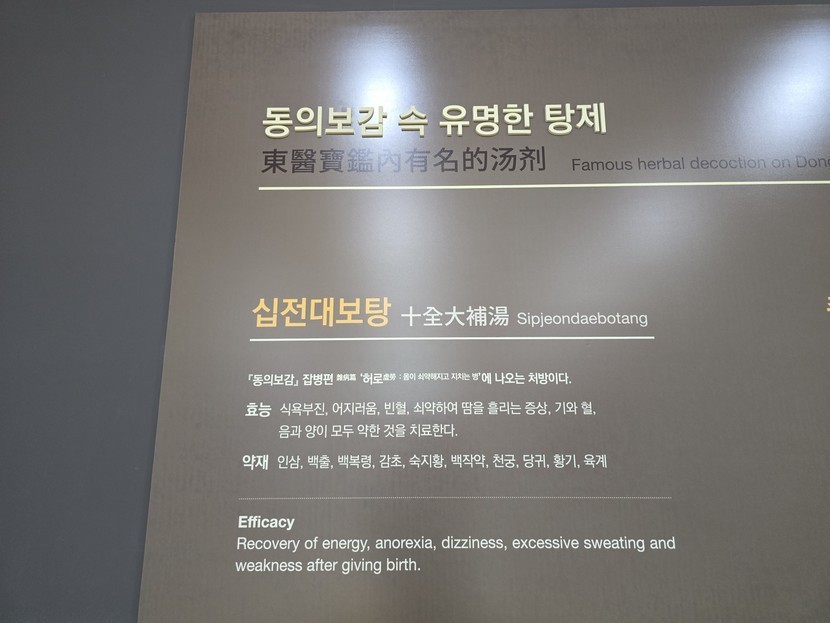 동의보감 속 유명한 탕제
東醫寶鑑內有名的汤剂 Famous herbal decoction on
십전대보탕 十全大補湯 Sipjeondaebotang
『동의보감』 잡병편 雜病篇 '허로虛勞 : 몸이 쇠약해지고 지치는 병'에 나오는 처방이다.
효능 식욕부진, 어지러움, 빈혈, 쇠약하여 땀을 흘리는 증상, 기와 혈,
음과 양이 모두 약한 것을 치료한다.
약재 인삼, 백출, 백복령, 감초, 숙지황, 백작약, 천궁, 당귀, 황기, 육계
Efficacy
Recovery of energy, anorexia, dizziness, excessive sweating and
weakness after giving birth.